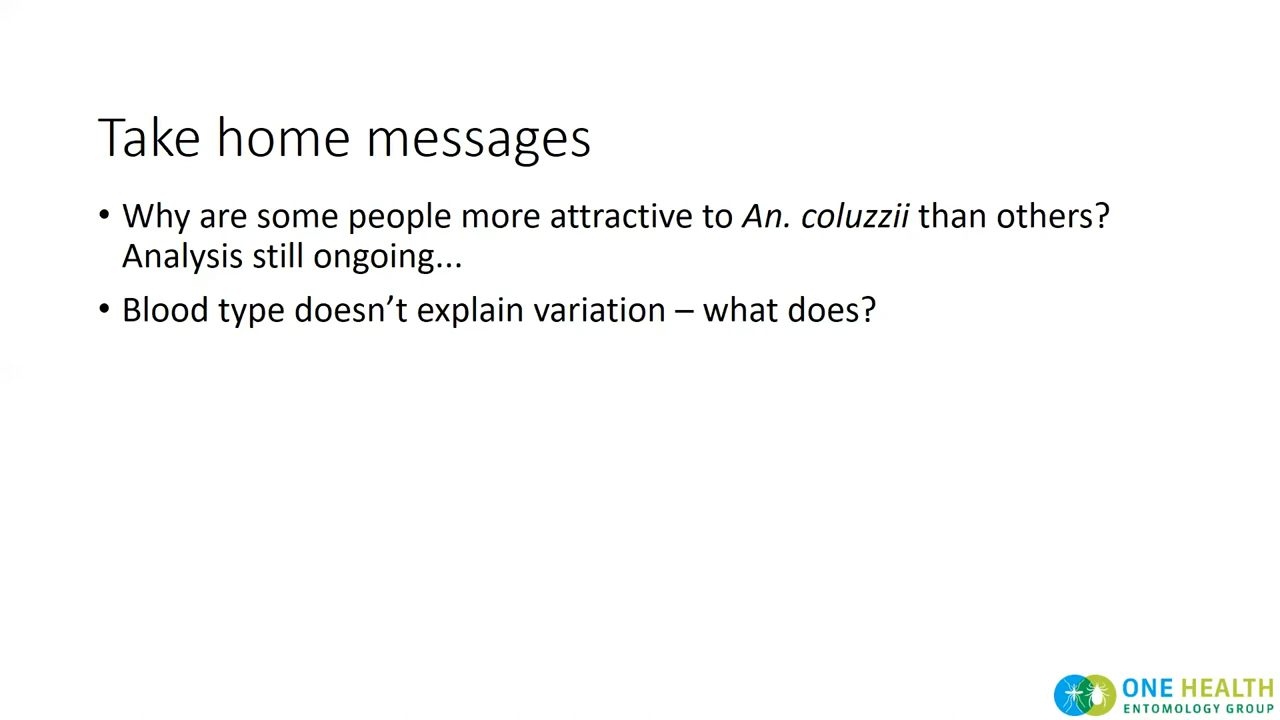 Take home messages
• Why are some people more attractive to An. coluzzii than others?
Analysis still ongoing...
• Blood type doesn’t explain variation – what does?
ONE HEALTH
ENTOMOLOGY GROUP